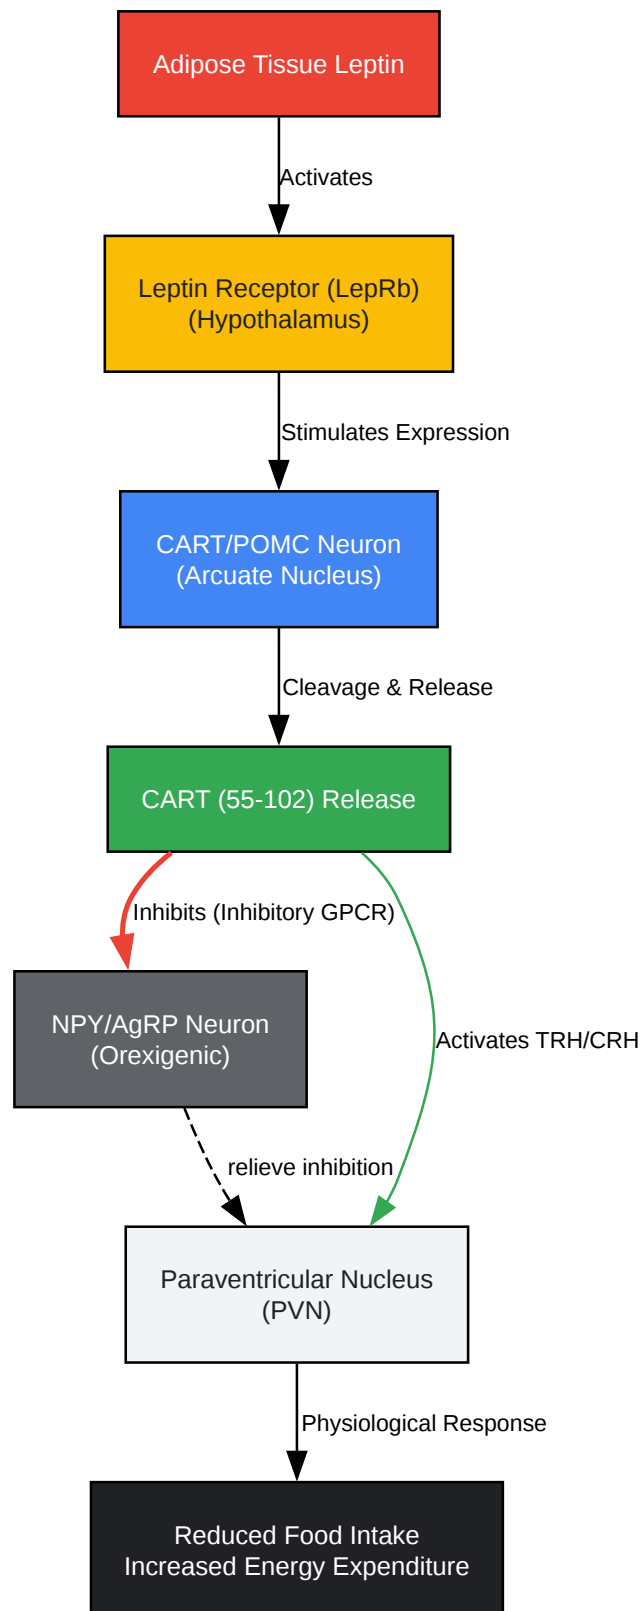 Adipose Tissue Leptin
Activates
Leptin Receptor (LepRb)
(Hypothalamus)
Stimulates Expression
CART/POMC Neuron
(Arcuate Nucleus)
Cleavage & Release
CART (55-102) Release
Inhibits (Inhibitory GPCR)
NPY/AgRP Neuron
(Orexigenic)
Activates TRH/CRH
relieve inhibition
Paraventricular Nucleus
(PVN)
Physiological Response
Reduced Food Intake
Increased Energy Expenditure